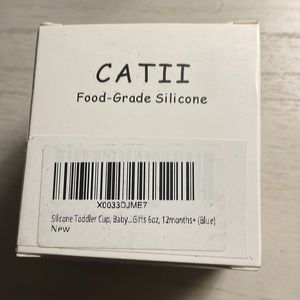 CATII
Food-Grade Silicone
X0033DJME7
Silicone Toddler Cup, Baby...Gifts 6oz, 12months+ (Blue)
New